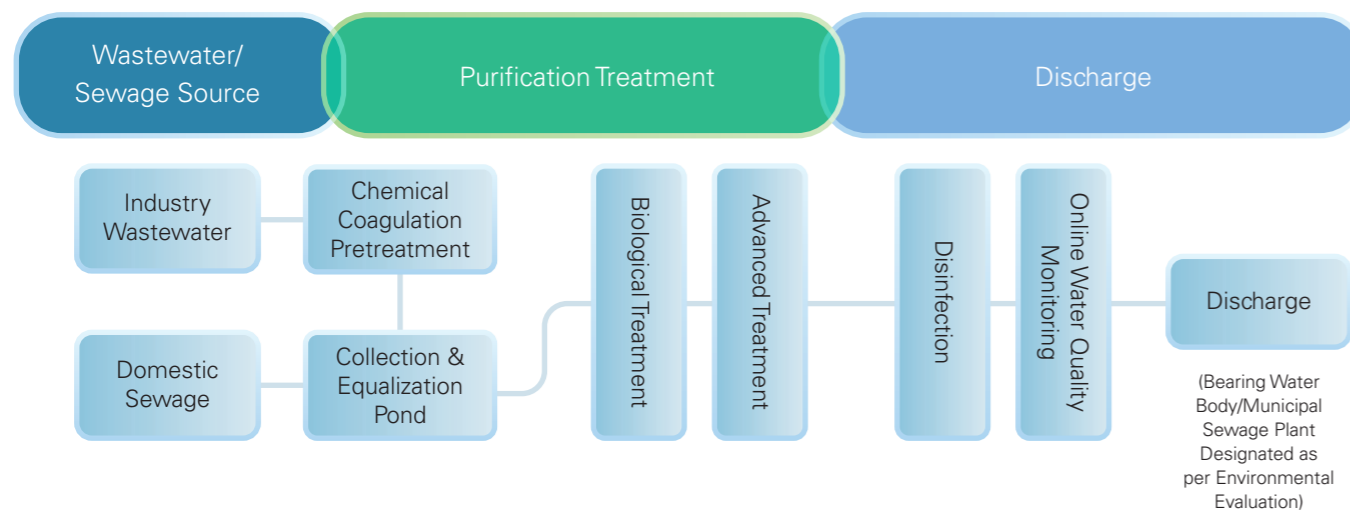 Wastewater/
Sewage Source
Purification Treatment
Discharge
Industry
Wastewater
Chemical
Coagulation
Pretreatment
Domestic
Sewage
Collection &
Equalization
Pond
Biological Treatment
Advanced Treatment
Disinfection
Online Water Quality
Monitoring
Discharge
(Bearing Water
Body/Municipal
Sewage Plant
Designated as
per Environmental
Evaluation)